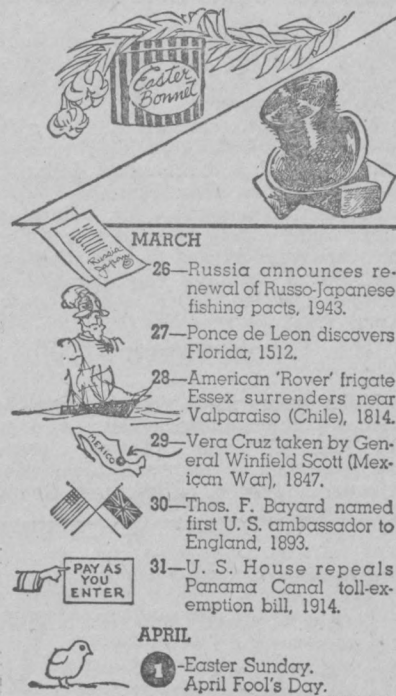 Easter
Bonnet
MARCH
Russia
Japan
26—Russia announces re-
newal of Russo-Japanese
fishing pacts, 1943.
27—Ponce de Leon discovers
Florida, 1512.
28—American 'Rover' frigate
Essex surrenders near
Valparaiso (Chile), 1814.
MEXICO
29—Vera Cruz taken by Gen-
eral Winfield Scott (Mex-
ican War), 1847.
30—Thos. F. Bayard named
first U. S. ambassador to
England, 1893.
PAY AS
YOU
ENTER
31—U. S. House repeals
Panama Canal toll-ex-
emption bill, 1914.
APRIL
1-Easter Sunday.
April Fool's Day.